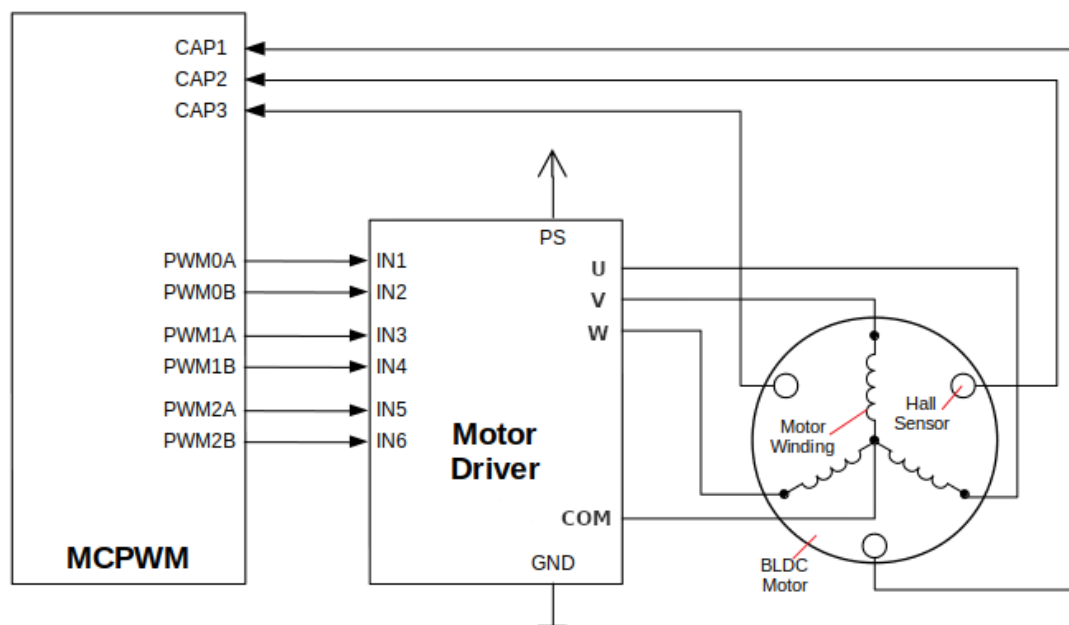 CAP1
CAP2
CAP3
PWM0A
PWM0B
PWM1A
PWM1B
PWM2A
PWM2B
MCPWM
PS
IN1
IN2
IN3
IN4
IN5
IN6
U
V
W
Motor
Driver
COM
GND
Motor
Winding
Hall
Sensor
BLDC
Motor